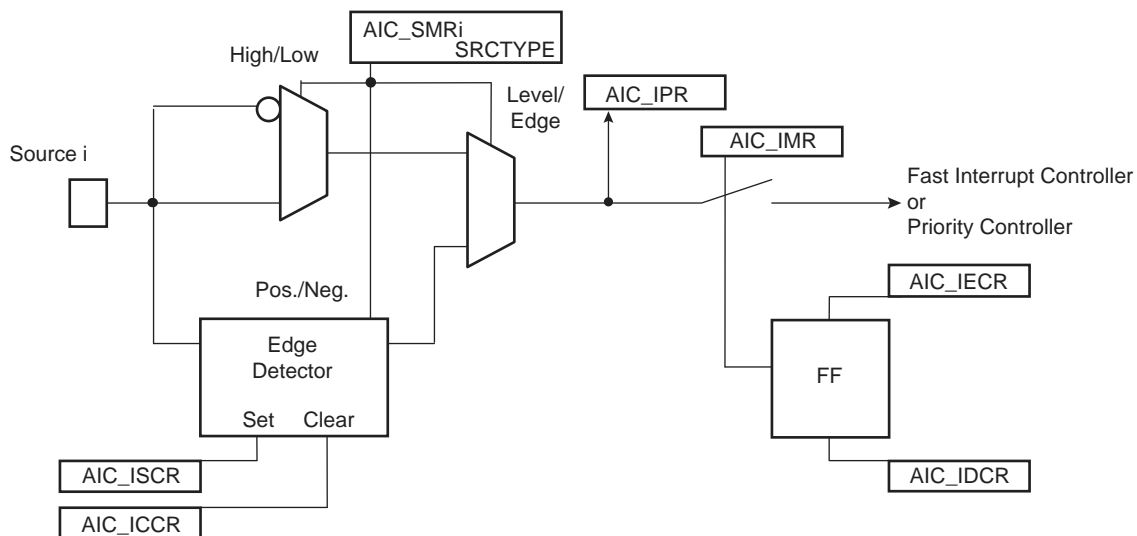 AIC_SMRi
SRCTYPE
High/Low
Level/
Edge
AIC_IPR
AIC_IMR
Source i
Fast Interrupt Controller
or
Priority Controller
Pos./Neg.
AIC_IECR
Edge
Detector
FF
Set Clear
AIC_ISCR
AIC_IDCR
AIC_ICCR